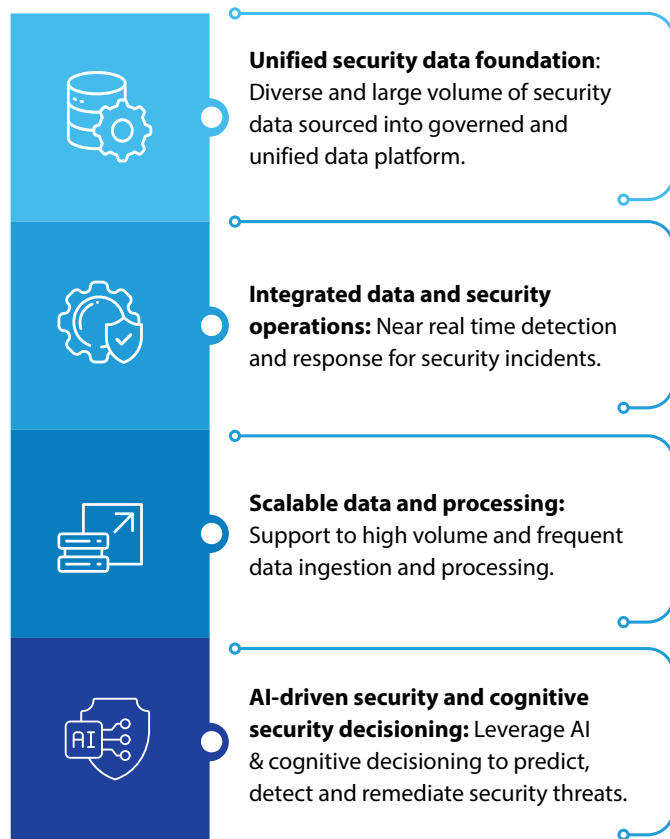 Unified security data foundation:
Diverse and large volume of security
data sourced into governed and
unified data platform.
Integrated data and security
operations: Near real time detection
and response for security incidents.
Scalable data and processing:
Support to high volume and frequent
data ingestion and processing.
AI
AI-driven security and cognitive
security decisioning: Leverage AI
& cognitive decisioning to predict,
detect and remediate security threats.